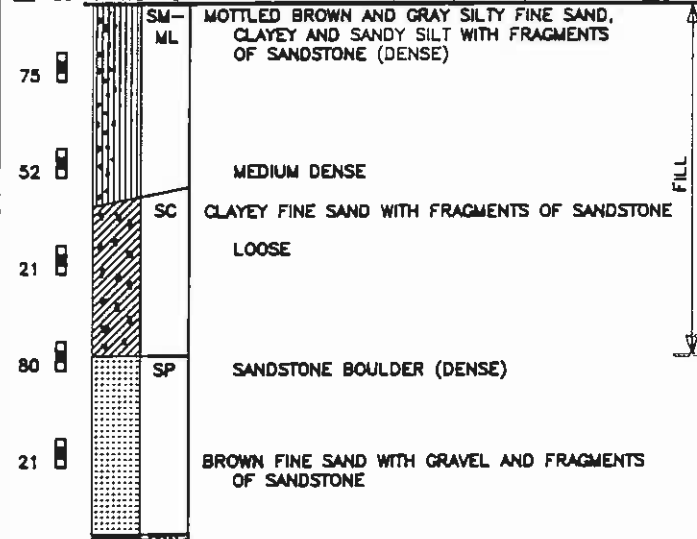 SM-
ML
MOTTLED BROWN AND GRAY SILTY FINE SAND,
CLAYEY AND SANDY SILT WITH FRAGMENTS
OF SANDSTONE (DENSE)
75
52
MEDIUM DENSE
FILL
SC
CLAYEY FINE SAND WITH FRAGMENTS OF SANDSTONE
LOOSE
21
80
SP
SANDSTONE BOULDER (DENSE)
21
BROWN FINE SAND WITH GRAVEL AND FRAGMENTS
OF SANDSTONE